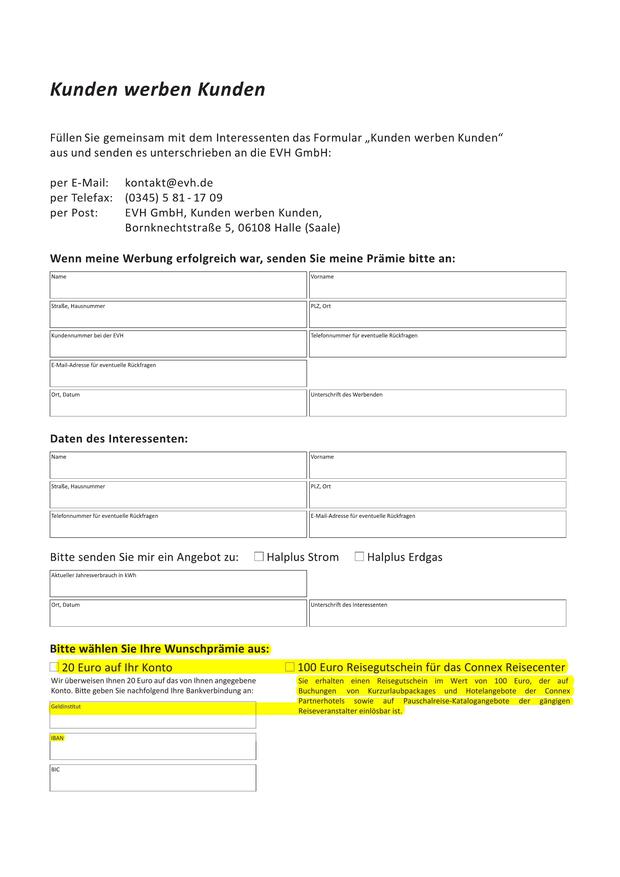 Kunden werben Kunden
Füllen Sie gemeinsam mit dem Interessenten das Formular „Kunden werben Kunden“
aus und senden es unterschrieben an die EVH GmbH:
per E-Mail: kontakt@evh.de
per Telefax: (0345) 5 81 - 17 09
per Post: EVH GmbH, Kunden werben Kunden,
Bornknechtstraße 5, 06108 Halle (Saale)
Wenn meine Werbung erfolgreich war, senden Sie meine Prämie bitte an:
Name Vorname
Straße, Hausnummer PLZ, Ort
Kundennummer bei der EVH Telefonnummer für eventuelle Rückfragen
E-Mail-Adresse für eventuelle Rückfragen
Ort, Datum Unterschrift des Werbenden
Daten des Interessenten:
Name Vorname
Straße, Hausnummer PLZ, Ort
Telefonnummer für eventuelle Rückfragen E-Mail-Adresse für eventuelle Rückfragen
Bitte senden Sie mir ein Angebot zu: Halplus Strom Halplus Erdgas
Aktueller Jahresverbrauch in kWh
Ort, Datum Unterschrift des Interessenten
Bitte wählen Sie Ihre Wunschprämie aus:
20 Euro auf Ihr Konto
Wir überweisen Ihnen 20 Euro auf das von Ihnen angegebene
Konto. Bitte geben Sie nachfolgend Ihre Bankverbindung an:
Geldinstitut
IBAN
BIC
100 Euro Reisegutschein für das Connex Reisecenter
Sie erhalten einen Reisegutschein im Wert von 100 Euro, der auf
Buchungen von Kurzurlaubpackages und Hotelangebote der Connex
Partnerhotels sowie auf Pauschalreise-Katalogangebote der gängigen
Reiseveranstalter einlösbar ist.